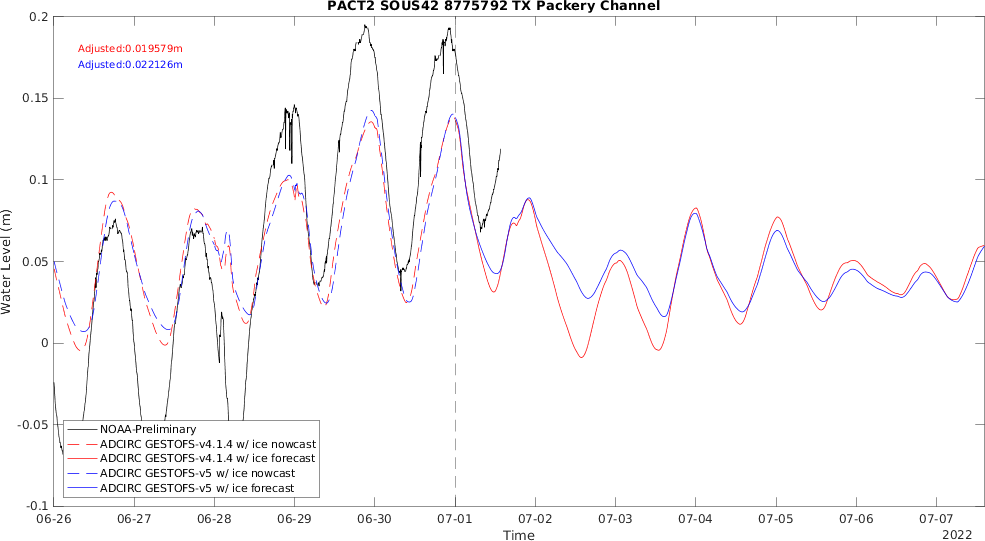 PACT2 SOUS42 8775792 TX Packery Channel
Adjusted:0.019579m
Adjusted:0.022126m
Water Level (m)
0.2
0.15
0.1
0.05
0
-0.05
-0.1
NOAA-Preliminary
ADCIRC GESTOFS-v4.1.4 w/ ice nowcast
ADCIRC GESTOFS-v4.1.4 w/ ice forecast
ADCIRC GESTOFS-v5 w/ ice nowcast
ADCIRC GESTOFS-v5 w/ ice forecast
06-26 06-27 06-28 06-29 06-30 07-01 07-02 07-03 07-04 07-05 07-06 07-07
Time
2022